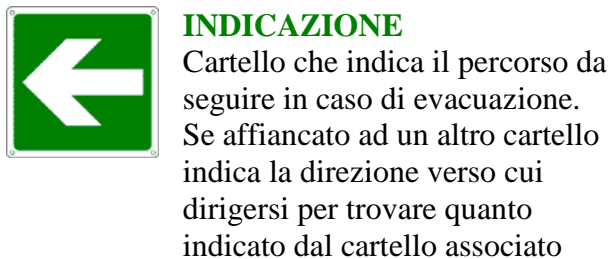 INDICAZIONE
Cartello che indica il percorso da
seguire in caso di evacuazione.
Se affiancato ad un altro cartello
indica la direzione verso cui
dirigersi per trovare quanto
indicato dal cartello associato